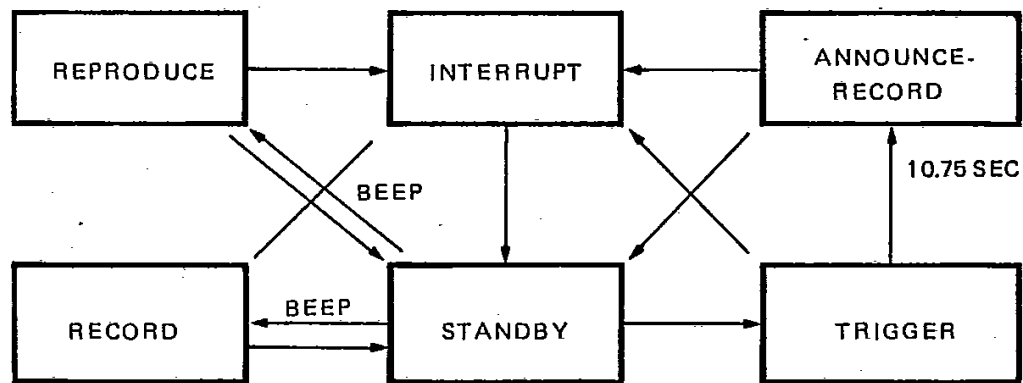 REPRODUCE
INTERRUPT
ANNOUNCE-
RECORD
BEEP
10.75 SEC
RECORD
BEEP
STANDBY
TRIGGER